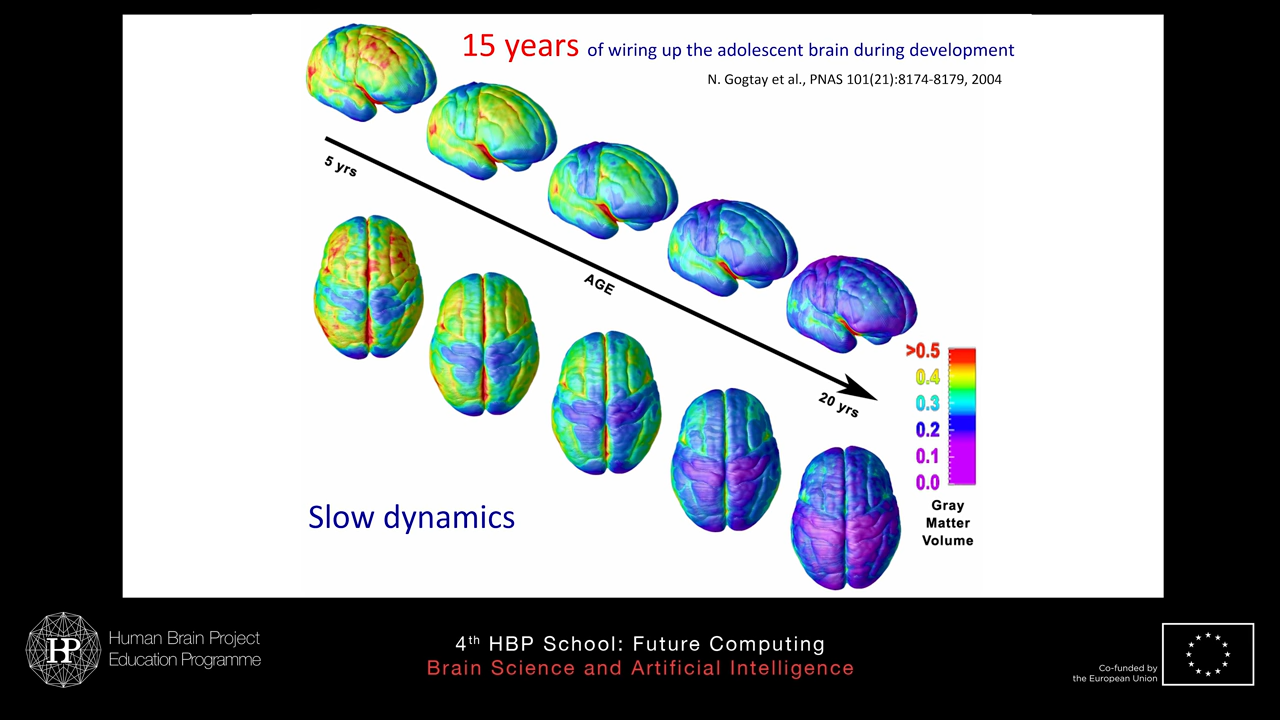 15 years of wiring up the adolescent brain during development
N. Gogtay et al., PNAS 101(21):8174-8179, 2004
5 yrs
AGE
20 yrs
>0.5
0.4
0.3
0.2
0.1
0.0
Gray
Matter
Volume
Slow dynamics
HBP
Human Brain Project
Education Programme
4th HBP School: Future Computing
Brain Science and Artificial Intelligence
Co-funded by
the European Union